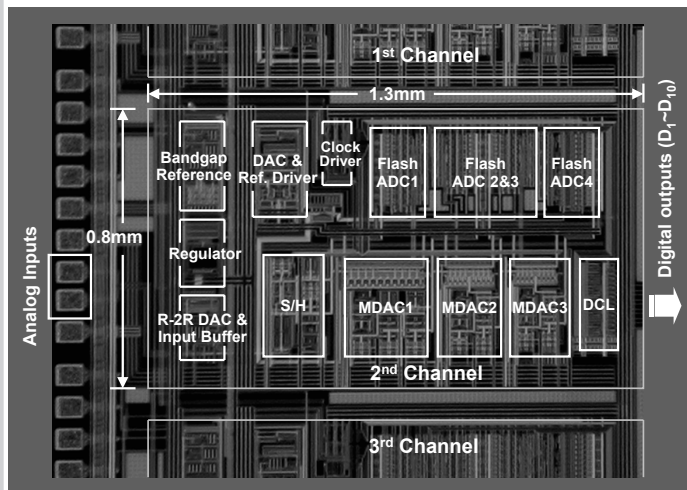 1st Channel
1.3mm
Bandgap
Reference
DAC &
Ref. Driver
Clock
Driver
Flash
ADC1
Flash
ADC 2&3
Flash
ADC4
0.8mm
Regulator
R-2R DAC &
Input Buffer
S/H
MDAC1
MDAC2
MDAC3
DCL
2nd Channel
3rd Channel
Analog Inputs
Digital outputs (D1~D10)